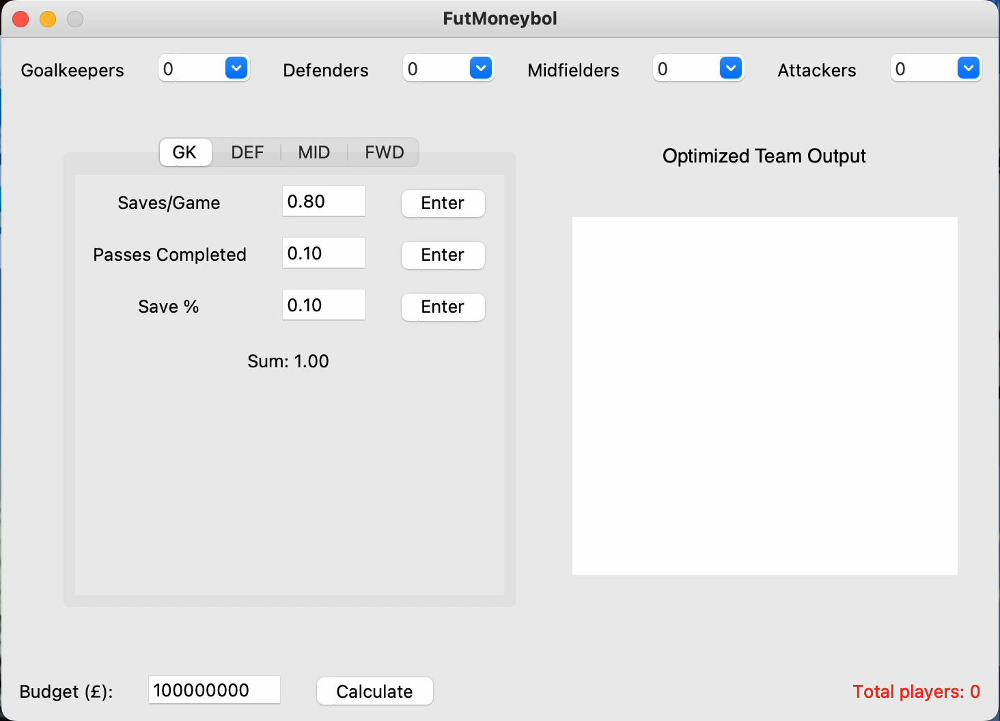 FutMoneybol
Goalkeepers 0 Defenders 0 Midfielders 0 Attackers 0
GK DEF MID FWD
Optimized Team Output
Saves/Game 0.80 Enter
Passes Completed 0.10 Enter
Save % 0.10 Enter
Sum: 1.00
Budget (£): 100000000 Calculate Total players: 0